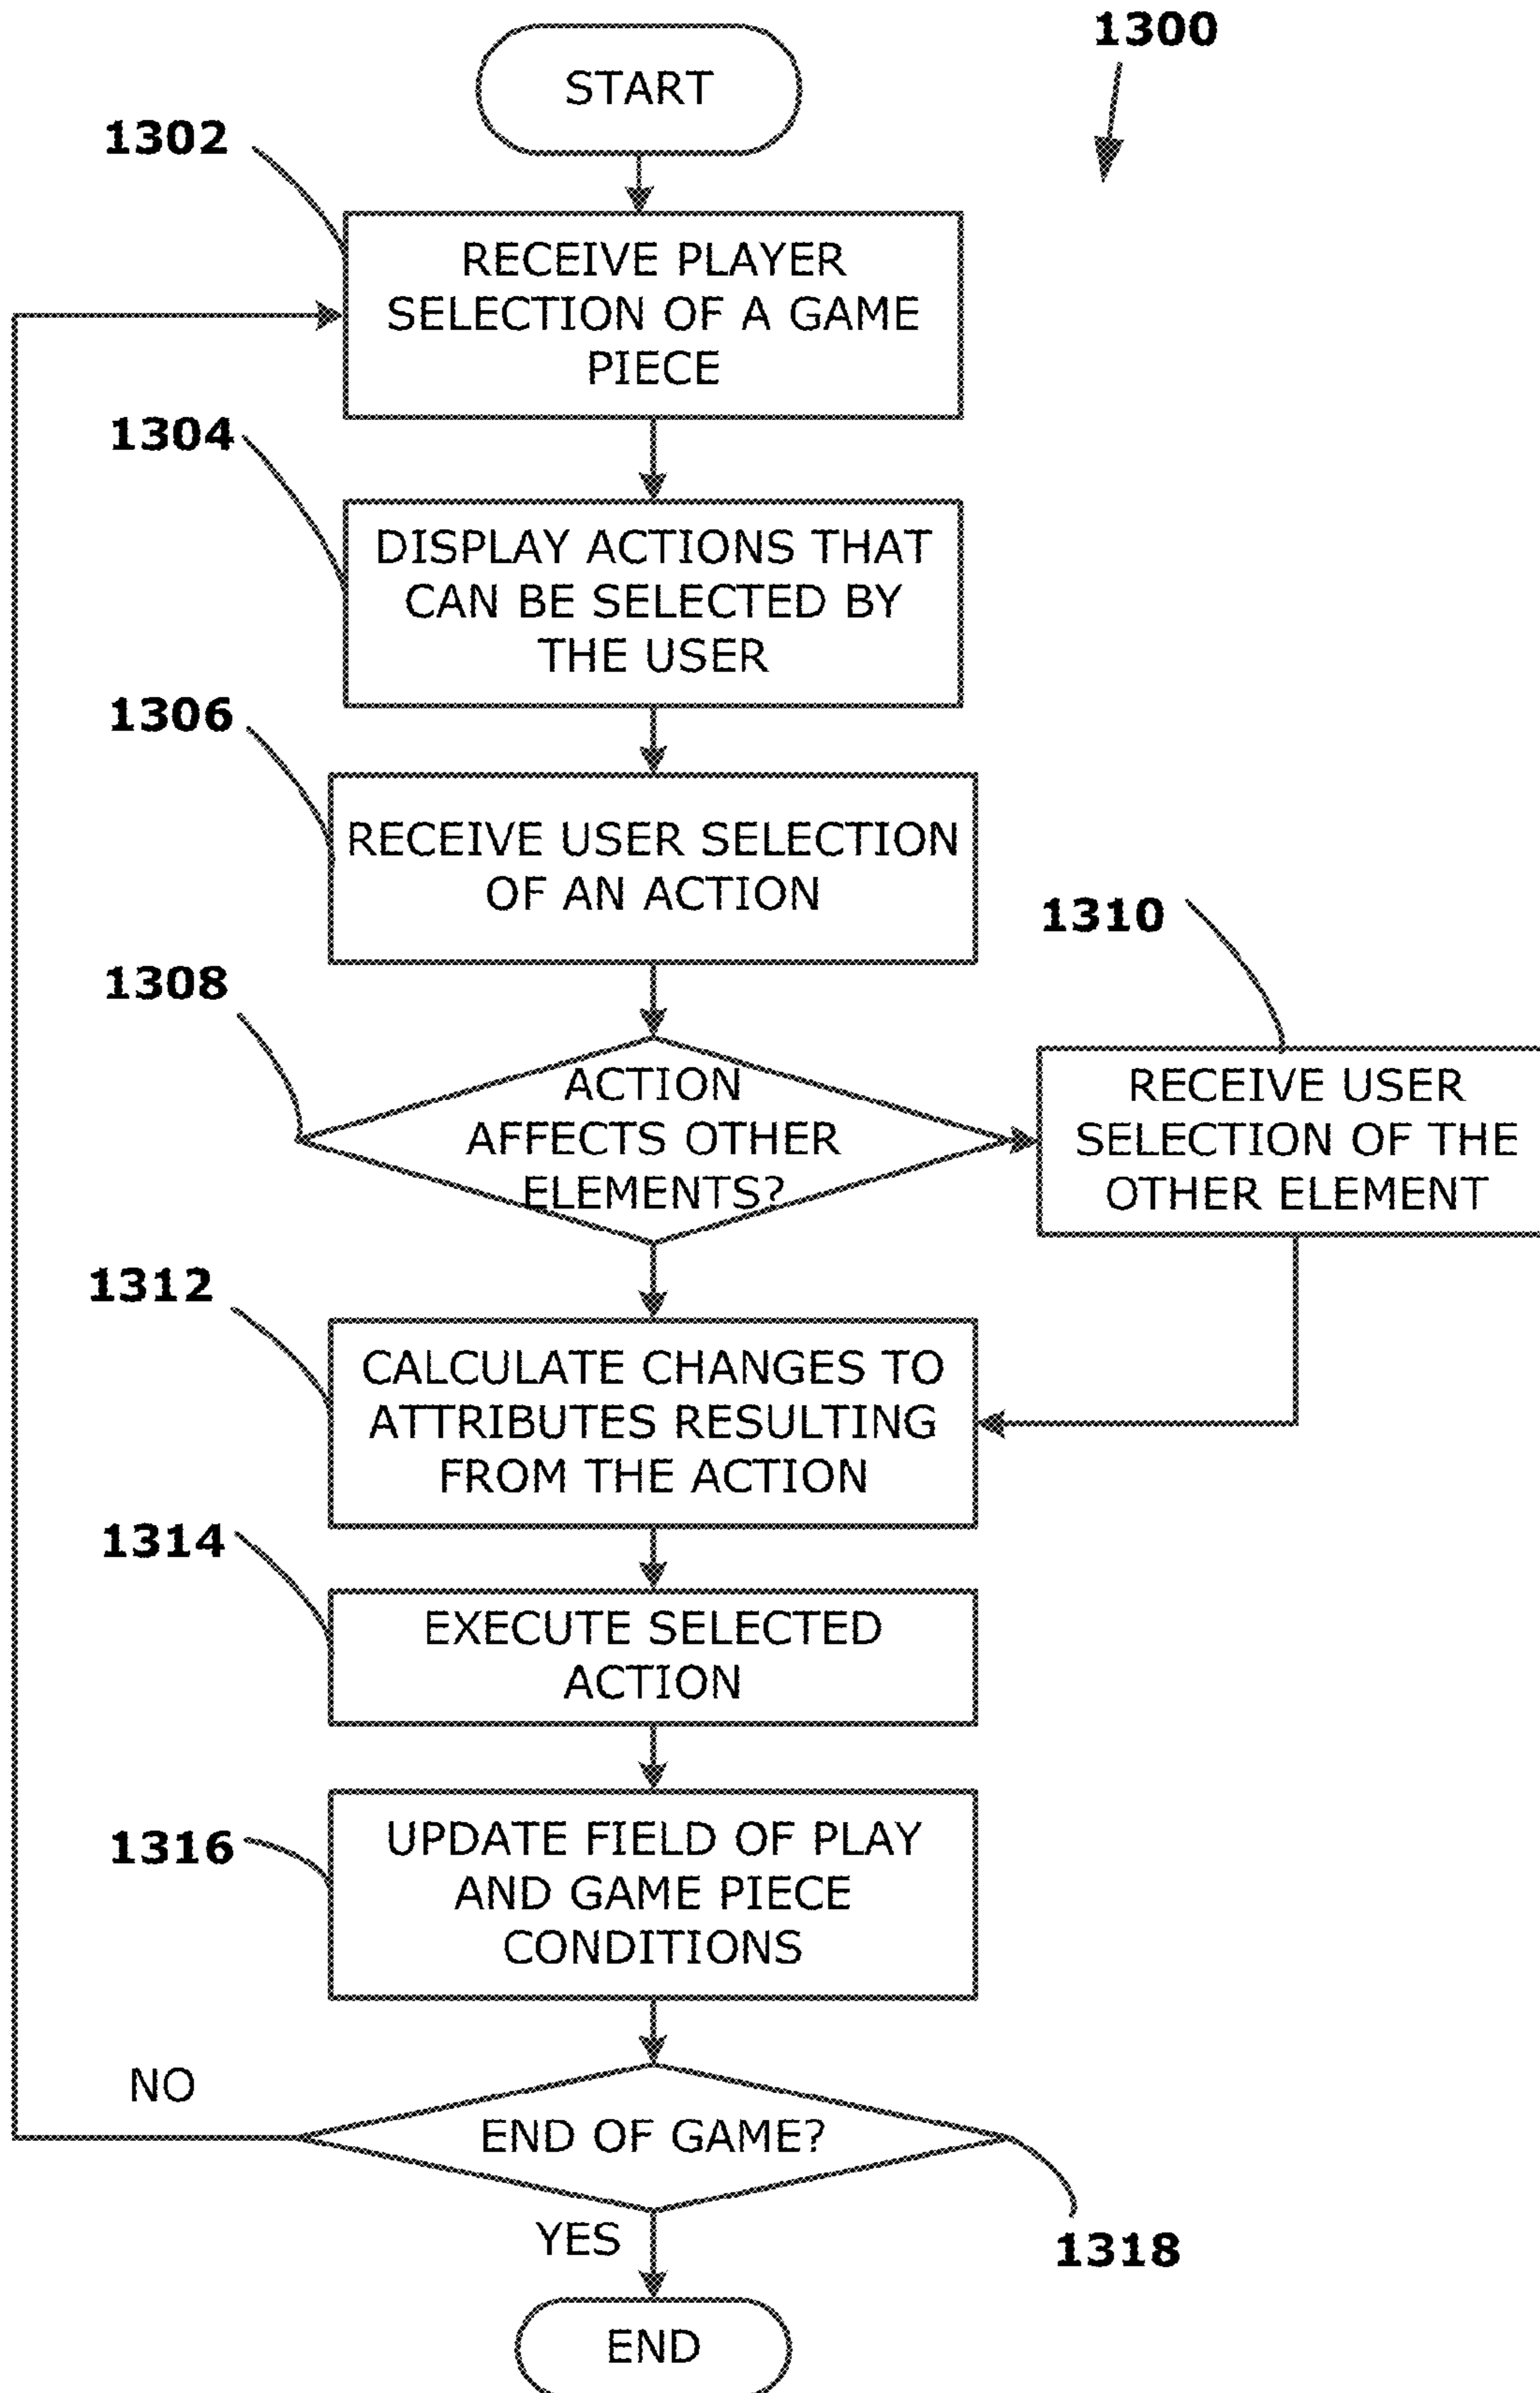 1300
START
1302
RECEIVE PLAYER
SELECTION OF A GAME
PIECE
1304
DISPLAY ACTIONS THAT
CAN BE SELECTED BY
THE USER
1306
RECEIVE USER SELECTION
OF AN ACTION
1308
ACTION
AFFECTS OTHER
ELEMENTS?
1310
RECEIVE USER
SELECTION OF THE
OTHER ELEMENT
1312
CALCULATE CHANGES TO
ATTRIBUTES RESULTING
FROM THE ACTION
1314
EXECUTE SELECTED
ACTION
1316
UPDATE FIELD OF PLAY
AND GAME PIECE
CONDITIONS
NO
END OF GAME?
1318
YES
END